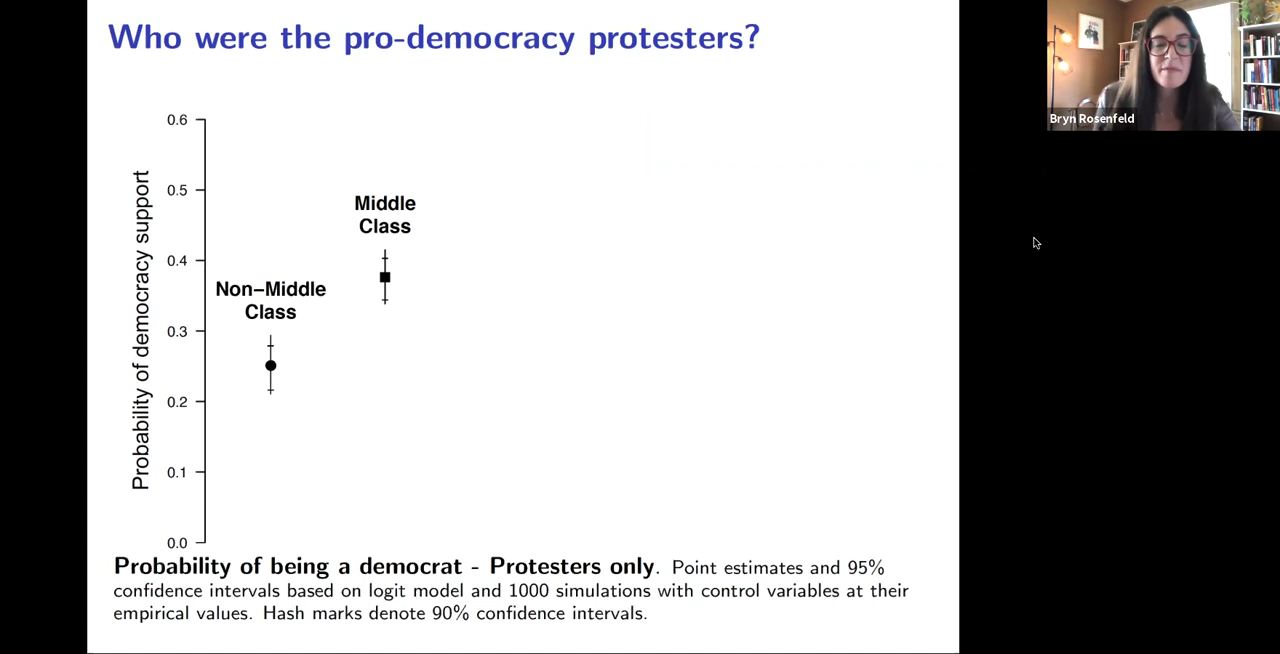 Who were the pro-democracy protesters?
Bryn Rosenfeld
Probability of democracy support
0.6
0.5
0.4
0.3
0.2
0.1
0.0
Middle
Class
Non−Middle
Class
Probability of being a democrat - Protesters only. Point estimates and 95%
confidence intervals based on logit model and 1000 simulations with control variables at their
empirical values. Hash marks denote 90% confidence intervals.